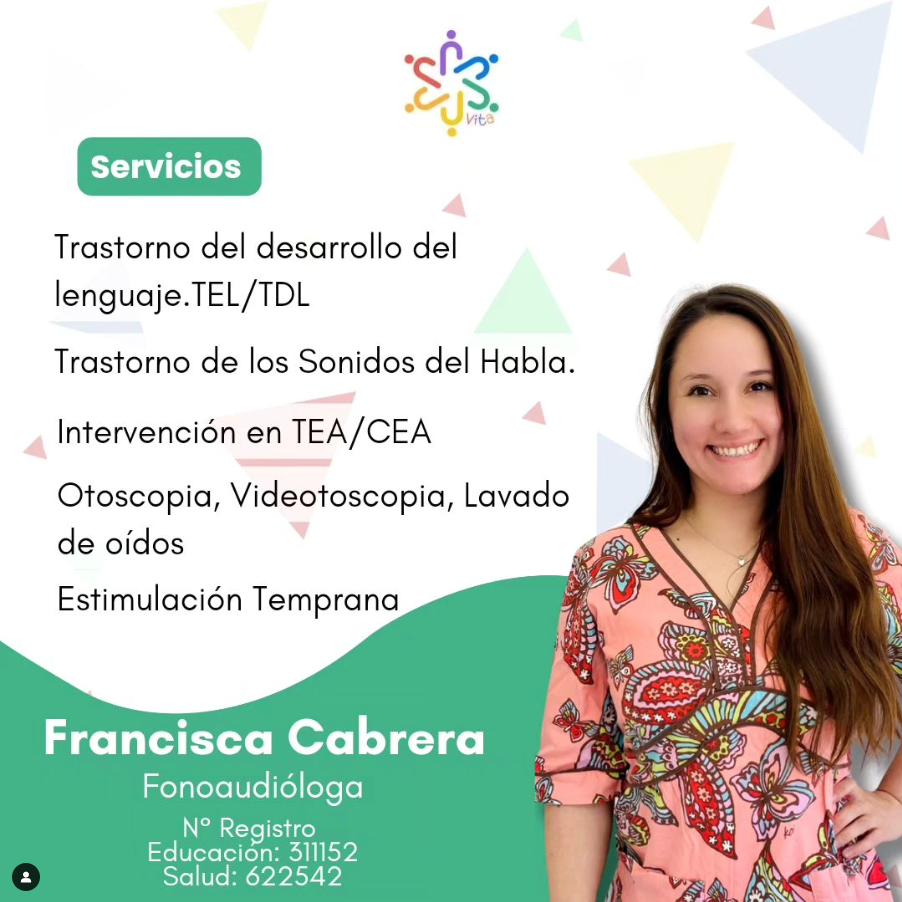 Vita
Servicios
Trastorno del desarrollo del
lenguaje.TEL/TDL
Trastorno de los Sonidos del Habla.
Intervención en TEA/CEA
Otoscopia, Videotoscopia, Lavado
de oídos
Estimulación Temprana
Francisca Cabrera
Fonoaudióloga
N° Registro
Educación: 311152
Salud: 622542